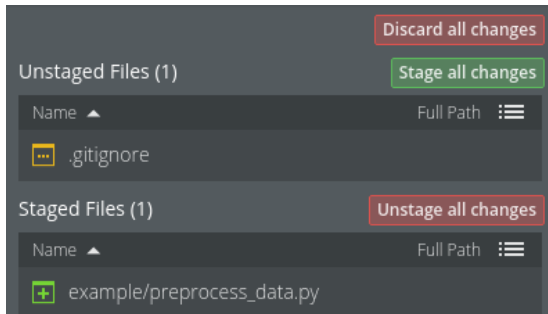 Discard all changes
Unstaged Files (1)
Stage all changes
Name
Full Path
.gitignore
Staged Files (1)
Unstage all changes
Name
Full Path
example/preprocess_data.py